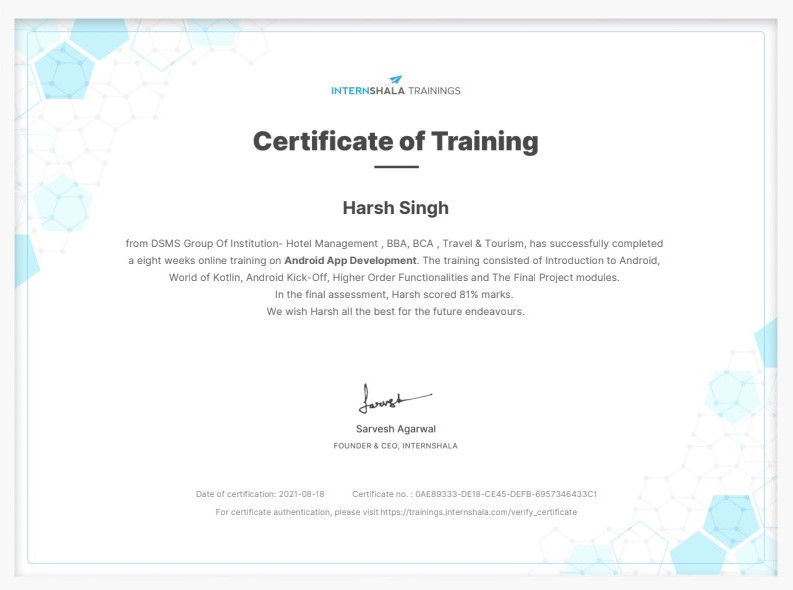 INTERNSHALA TRAININGS
Certificate of Training
Harsh Singh
from DSMS Group Of Institution- Hotel Management , BBA, BCA , Travel & Tourism, has successfully completed
a eight weeks online training on Android App Development. The training consisted of Introduction to Android,
World of Kotlin, Android Kick-Off, Higher Order Functionalities and The Final Project modules.
In the final assessment, Harsh scored 81% marks.
We wish Harsh all the best for the future endeavours.
Sarvesh
Sarvesh Agarwal
FOUNDER & CEO, INTERNSHALA
Date of certification: 2021-08-18 Certificate no. : 0AE89333-DE18-CE45-DEFB-6957346433C1
For certificate authentication, please visit https://trainings.internshala.com/verify_certificate